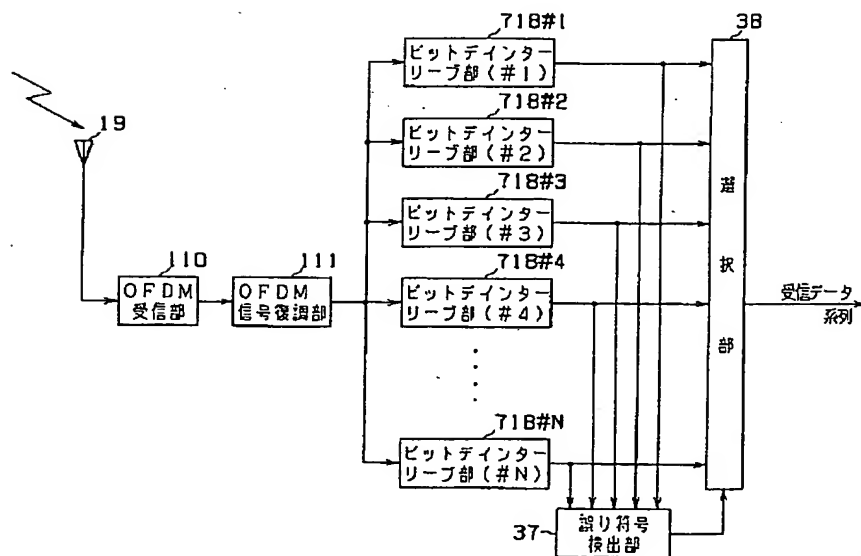 718#1
38
ビットデインター
リーブ部(#1)
19
718#2
ビットデインター
リーブ部(#2)
718#3
ビットデインター
リーブ部(#3)
110
111
718#4
OFDM
受信部
OFDM
信号復調部
ビットデインター
リーブ部(#4)
選
択
部
受信データ
系列
718#N
ビットデインター
リーブ部(#N)
37
誤り符号
検出部